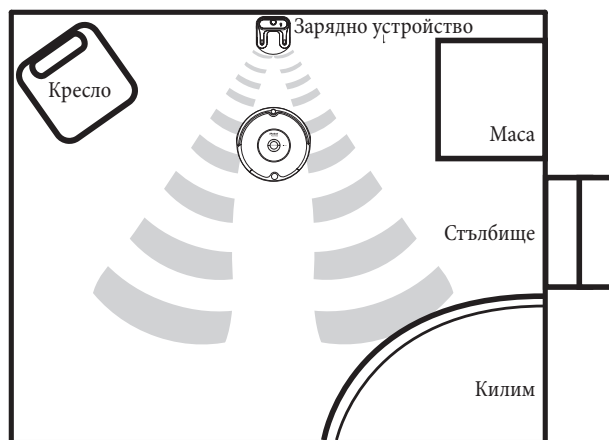 Зарядно устройство
Кресло
Маса
Стълбище
Килим